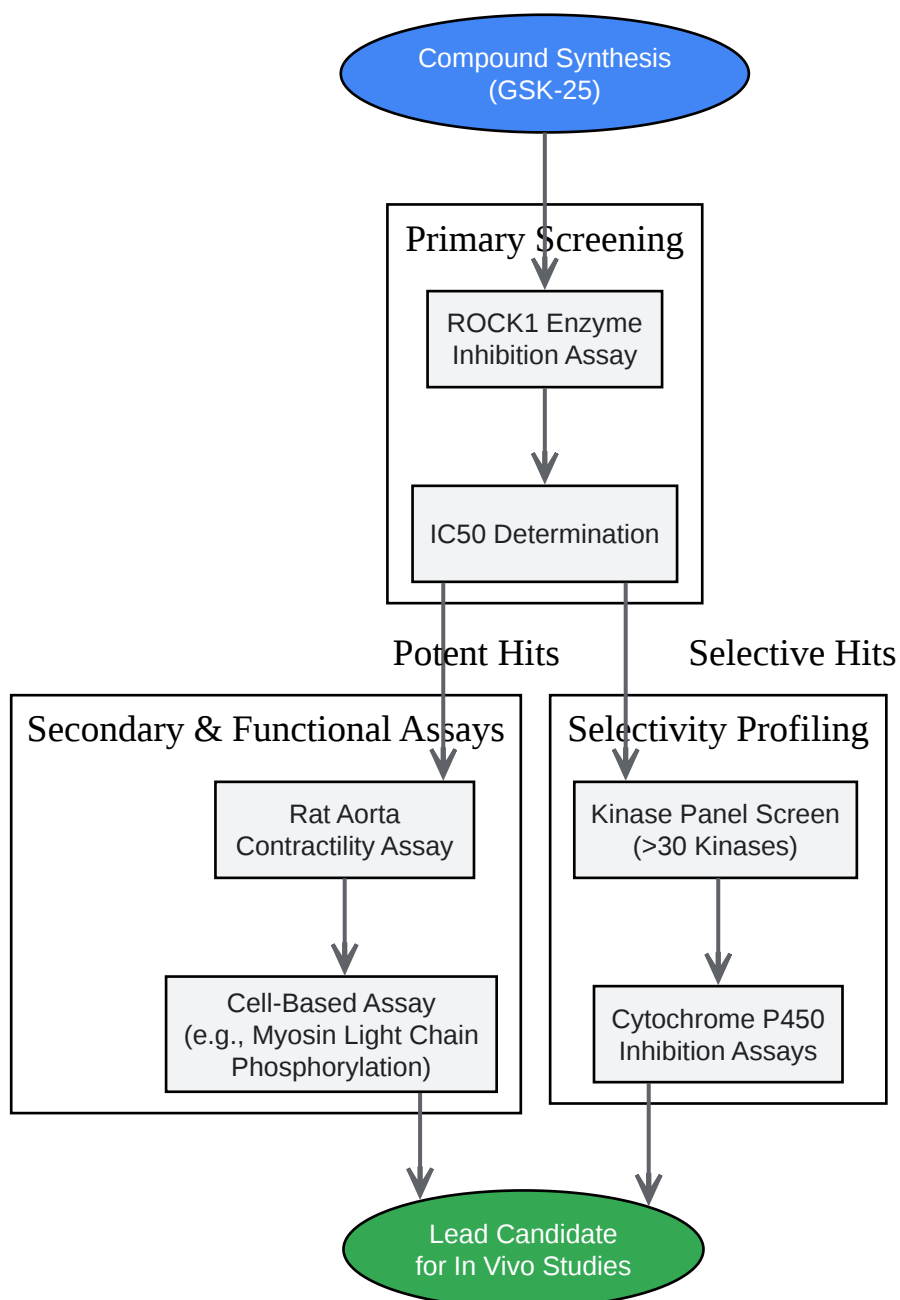 Compound Synthesis
(GSK-25)
Primary Screening
ROCK1 Enzyme
Inhibition Assay
IC50 Determination
Potent Hits
Selective Hits
Secondary & Functional Assays
Rat Aorta
Contractility Assay
Cell-Based Assay
(e.g., Myosin Light Chain
Phosphorylation)
Selectivity Profiling
Kinase Panel Screen
(>30 Kinases)
Cytochrome P450
Inhibition Assays
Lead Candidate
for In Vivo Studies